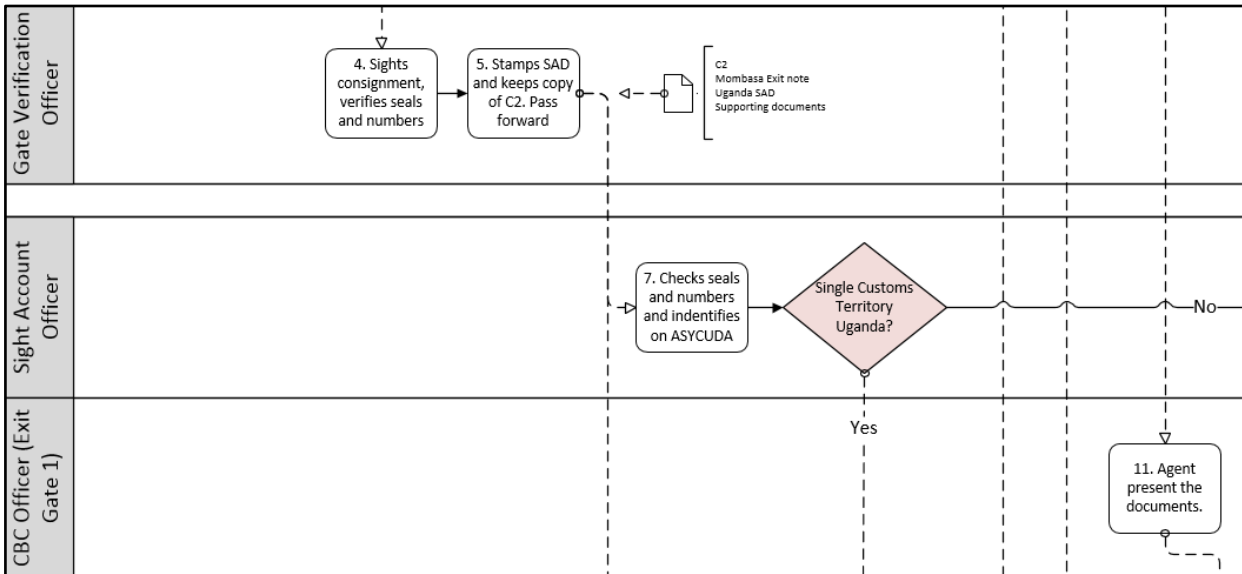 Gate Verification
Officer
4. Sights
consignment,
verifies seals
and numbers
5. Stamps SAD
and keeps copy
of C2. Pass
forward
C2
Mombasa Exit note
Uganda SAD
Supporting documents
Sight Account
Officer
7. Checks seals
and numbers
and indentifies
on ASYCUDA
Single Customs
Territory
Uganda?
No
Yes
CBC Officer (Exit
Gate 1)
11. Agent
present the
documents.